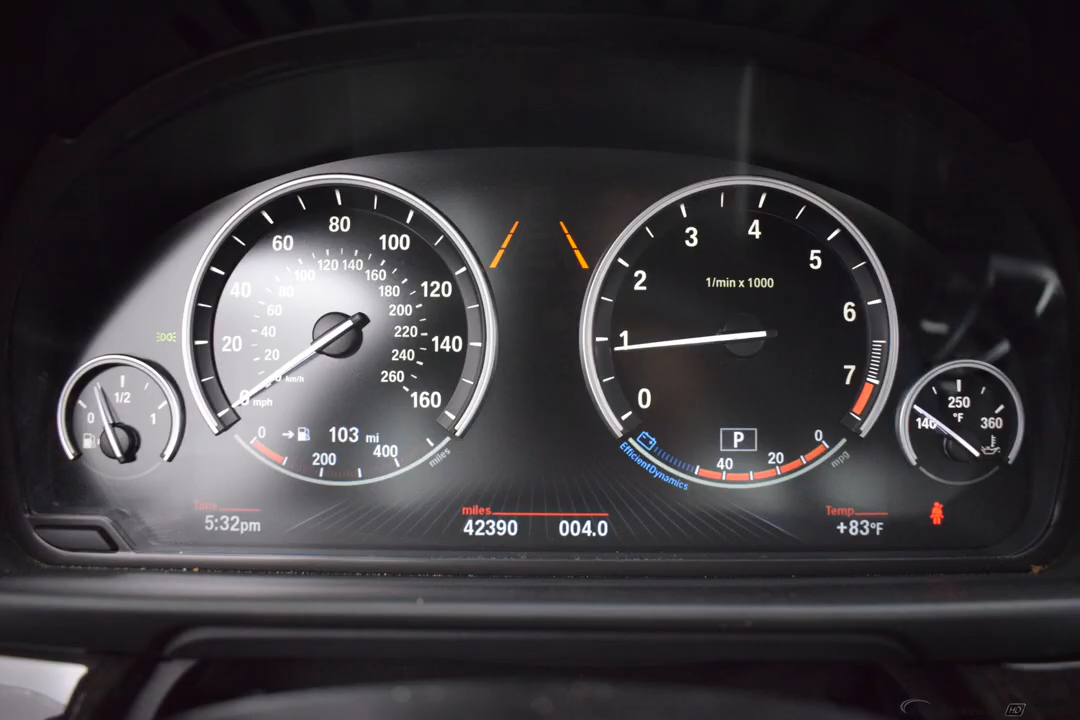 80
60
100
40
120
20
140
0
mph
160
120
140
100
160
80
180
60
200
40
220
20
240
km/h
260
0
103 mi
200
400
miles
0
1/2
1
4
3
5
1/min x 1000
2
6
1
7
0
P
0
40
20
mpg
EfficientDynamics
250
°F
140
360
Time
5:32pm
miles
42390
004.0
Temp
+83°F
HD